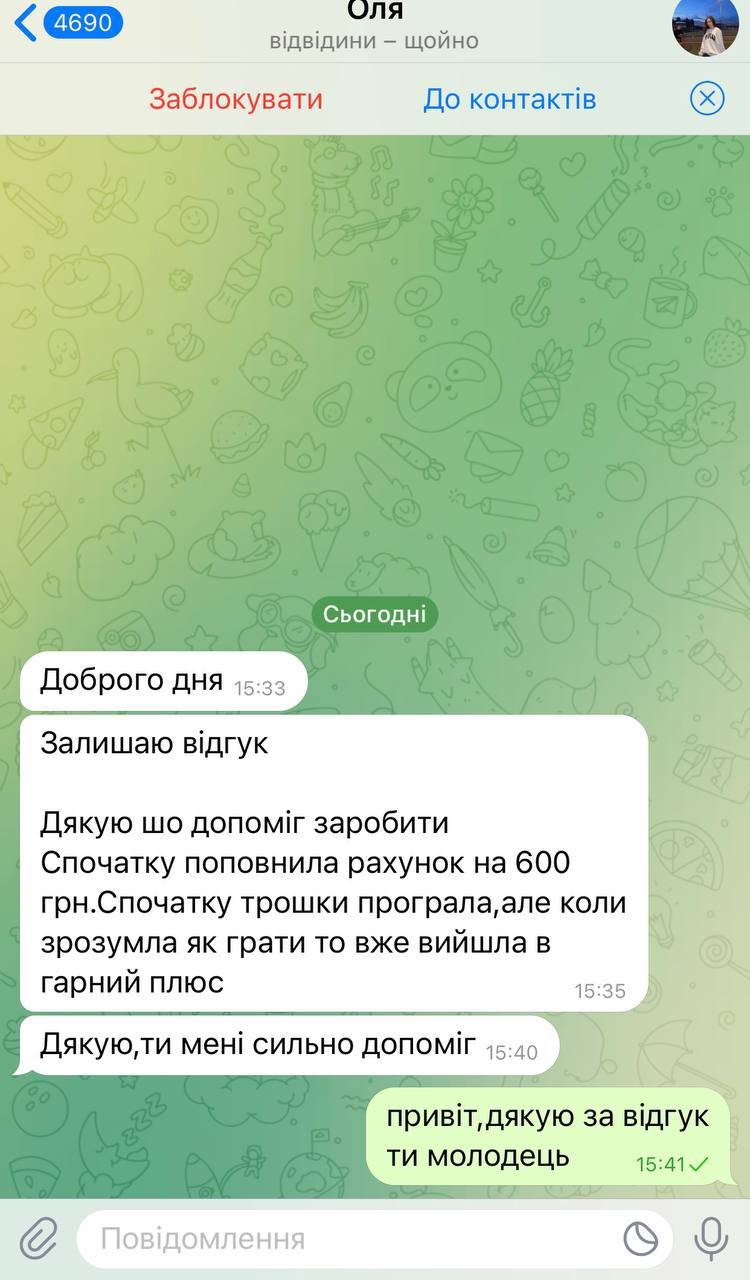 4690
Оля
відвідини – щойно
Заблокувати
До контактів
Сьогодні
Доброго дня 15:33
Залишаю відгук
Дякую шо допоміг заробити
Спочатку поповнила рахунок на 600
грн.Спочатку трошки програла,але коли
зрозумла як грати то вже вийшла в
гарний плюс 15:35
Дякую,ти мені сильно допоміг 15:40
привіт,дякую за відгук
ти молодець 15:41
Повідомлення